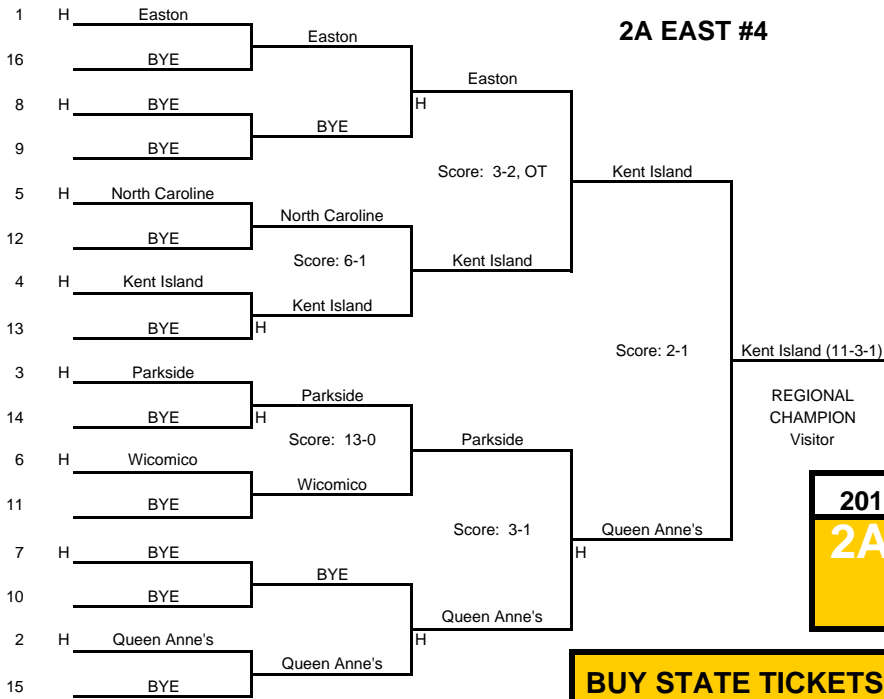 2A EAST #4
1 H Easton
Easton
16 BYE
Easton
8 H BYE
H
BYE
9 BYE
Score: 3-2, OT
Kent Island
5 H North Caroline
North Caroline
12 BYE
Score: 6-1
Kent Island
4 H Kent Island
Kent Island
13 BYE
H
Score: 2-1
Kent Island (11-3-1)
REGIONAL
CHAMPION
Visitor
3 H Parkside
Parkside
14 BYE
H
Score: 13-0
Parkside
6 H Wicomico
Wicomico
11 BYE
Score: 3-1
Queen Anne's
H
7 H BYE
BYE
10 BYE
Queen Anne's
2 H Queen Anne's
H
Queen Anne's
15 BYE
201
2A
BUY STATE TICKETS